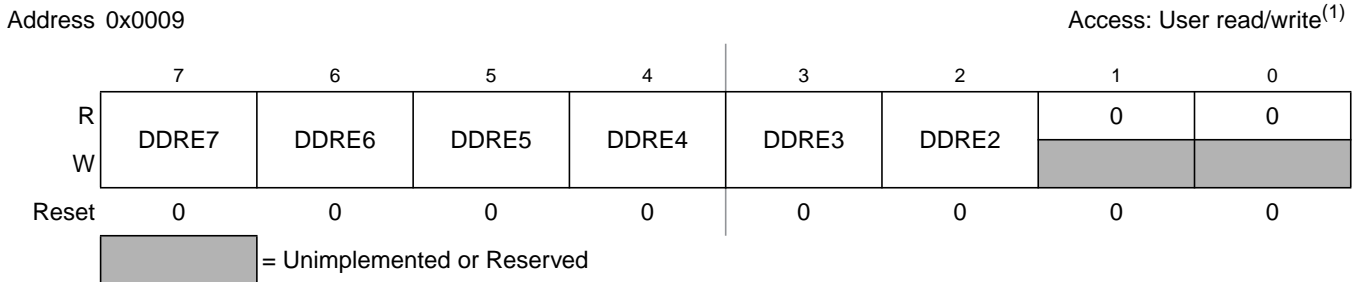 Address 0x0009 Access: User read/write(1)
7 6 5 4 3 2 1 0
R DDRE7 DDRE6 DDRE5 DDRE4 DDRE3 DDRE2 0 0
W
Reset 0 0 0 0 0 0 0 0
= Unimplemented or Reserved